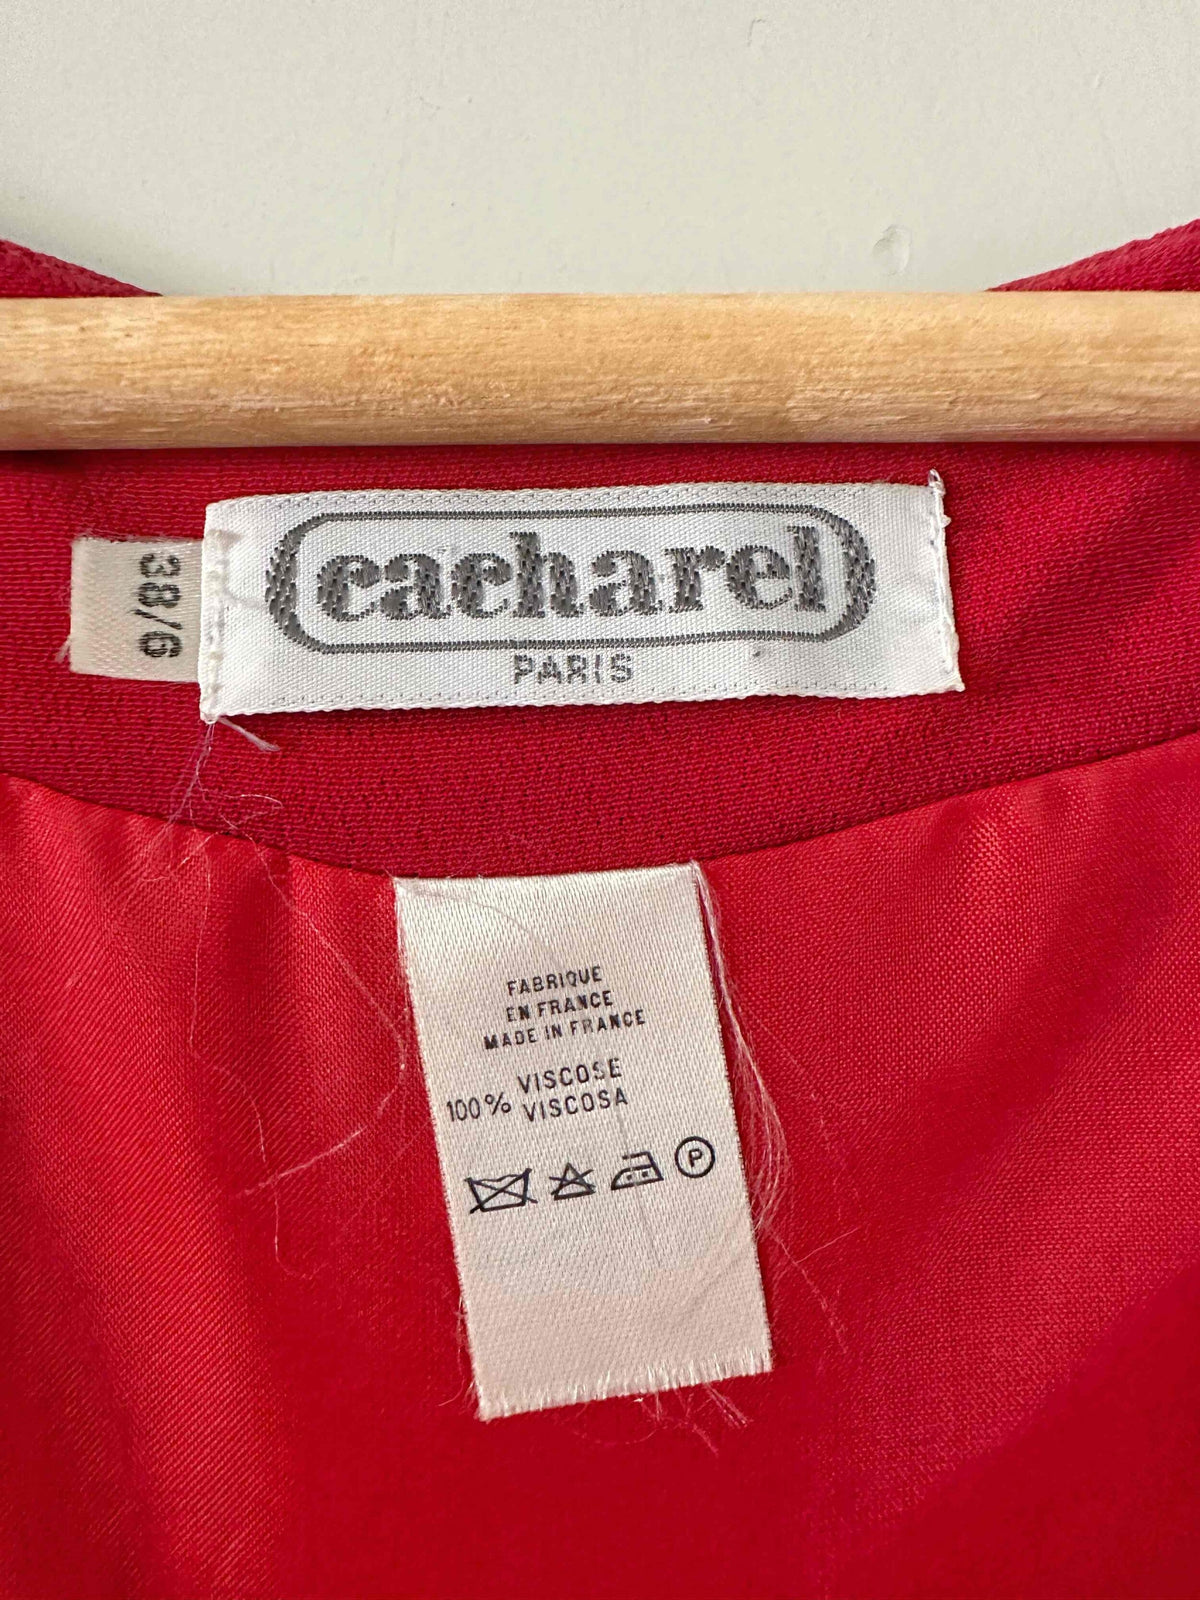 38/6
cacharel
PARIS
FABRIQUE
EN FRANCE
MADE IN FRANCE
100% VISCOSE
VISCOSA
P